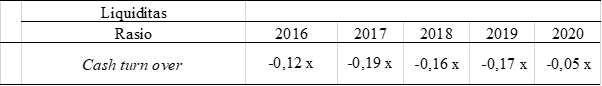 Liquiditas
Rasio 2016 2017 2018 2019 2020
Cash turn over -0,12 x -0,19 x -0,16 x -0,17 x -0,05 x